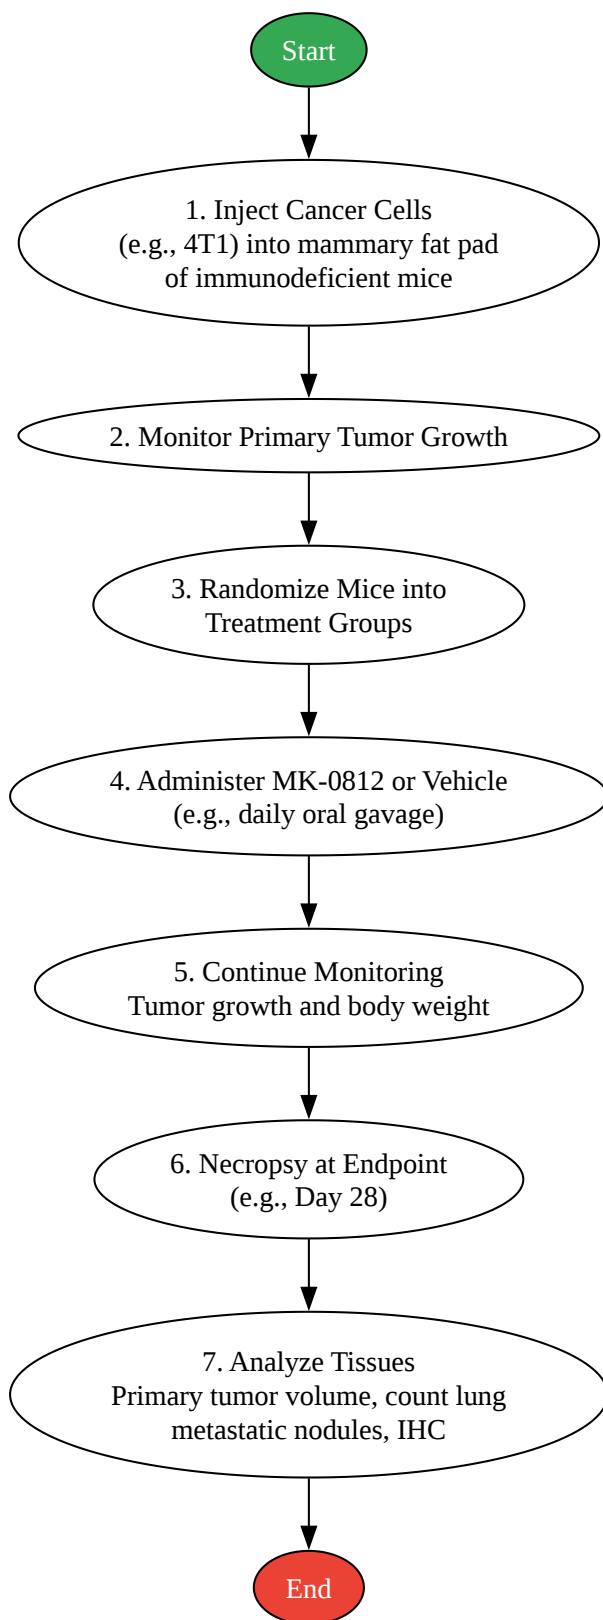 Start
1. Inject Cancer Cells
(e.g., 4T1) into mammary fat pad
of immunodeficient mice
2. Monitor Primary Tumor Growth
3. Randomize Mice into
Treatment Groups
4. Administer MK-0812 or Vehicle
(e.g., daily oral gavage)
5. Continue Monitoring
Tumor growth and body weight
6. Necropsy at Endpoint
(e.g., Day 28)
7. Analyze Tissues
Primary tumor volume, count lung
metastatic nodules, IHC
End